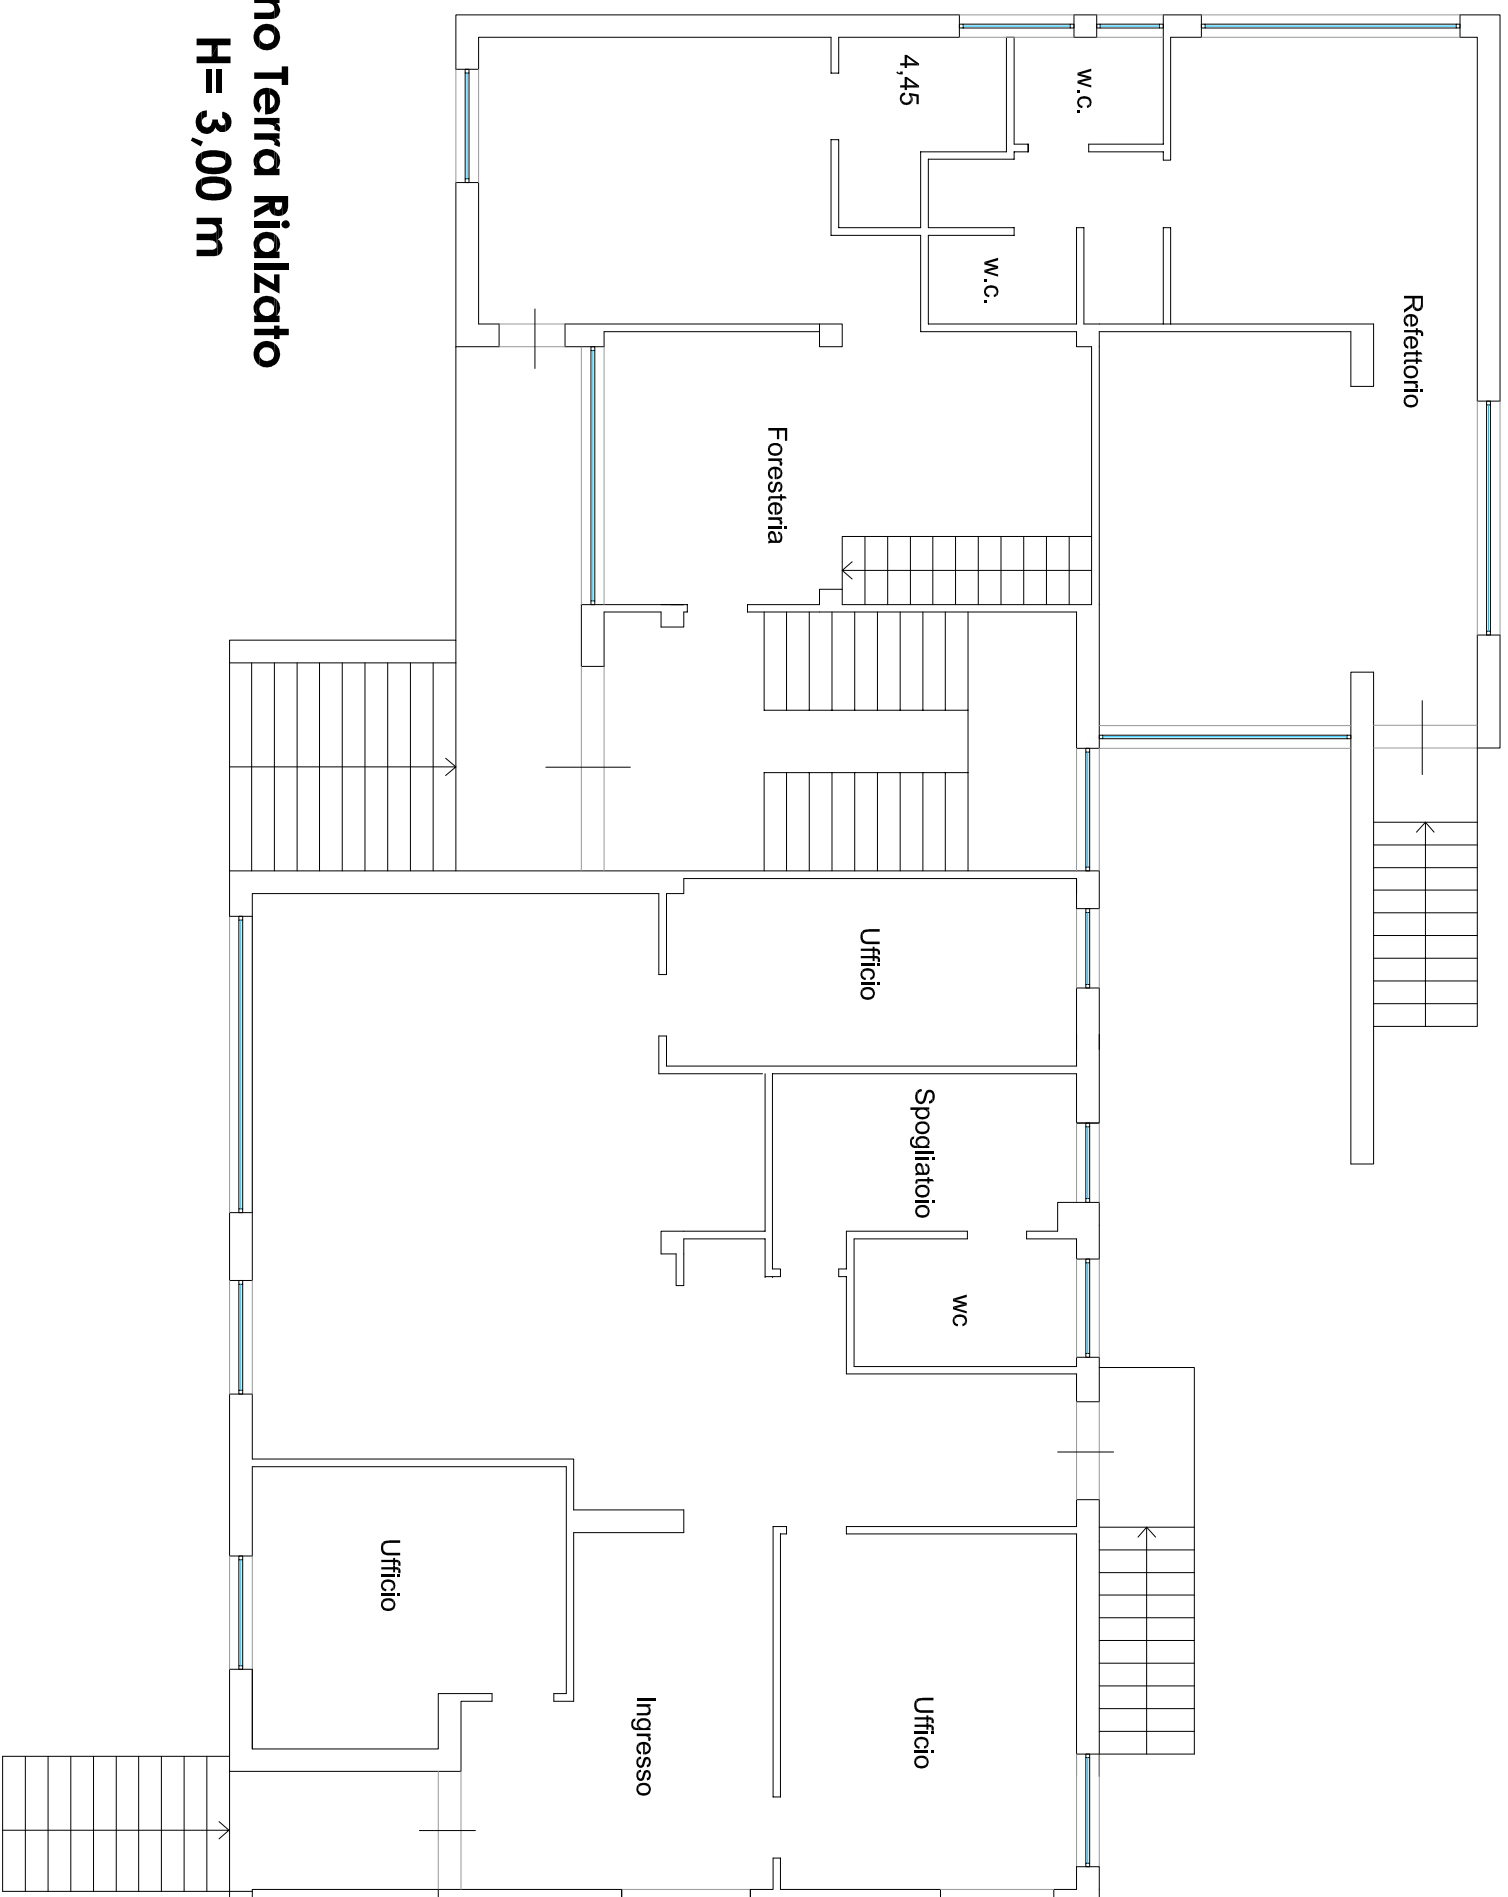 no Terra Rialzato
H= 3,00 m
Refettorio
w.c.
4,45
w.c.
Foresteria
Ufficio
Spogliatoio
wc
Ufficio
Ingresso
Ufficio